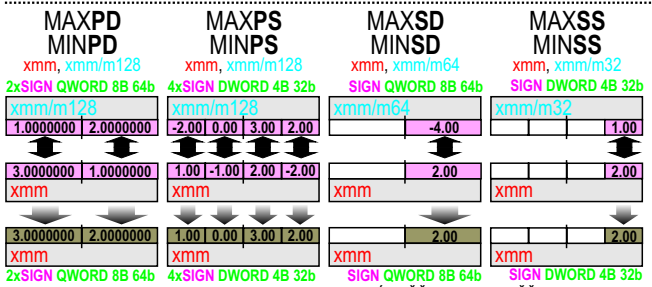 MAXPD MAXPS MAXSD MAXSS
MINPD MINPS MINSD MINSS
xmm, xmm/m128 xmm, xmm/m128 xmm, xmm/m64 xmm, xmm/m32
2xSIGN QWORD 8B 64b 4xSIGN DWORD 4B 32b SIGN QWORD 8B 64b SIGN DWORD 4B 32b
xmm/m128 xmm/m128 xmm/m64 xmm/m32
1.0000000 2.0000000 -2.00 0.00 3.00 2.00 -4.00 1.00
3.0000000 1.0000000 1.00 -1.00 2.00 -2.00 2.00 2.00
xmm xmm xmm xmm
3.0000000 2.0000000 1.00 0.00 3.00 2.00 2.00 2.00
xmm xmm xmm xmm
2xSIGN QWORD 8B 64b 4xSIGN DWORD 4B 32b SIGN QWORD 8B 64b SIGN DWORD 4B 32b